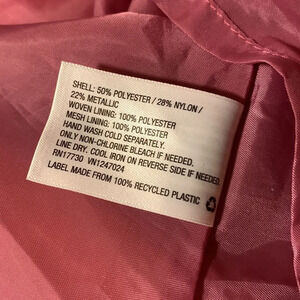 SHELL: 50% POLYESTER / 28% NYLON /
22% METALLIC
WOVEN LINING: 100% POLYESTER
MESH LINING: 100% POLYESTER
HAND WASH COLD SEPARATELY.
ONLY NON-CHLORINE BLEACH IF NEEDED.
LINE DRY. COOL IRON ON REVERSE SIDE IF NEEDED.
RN17730 VN1247024
LABEL MADE FROM 100% RECYCLED PLASTIC